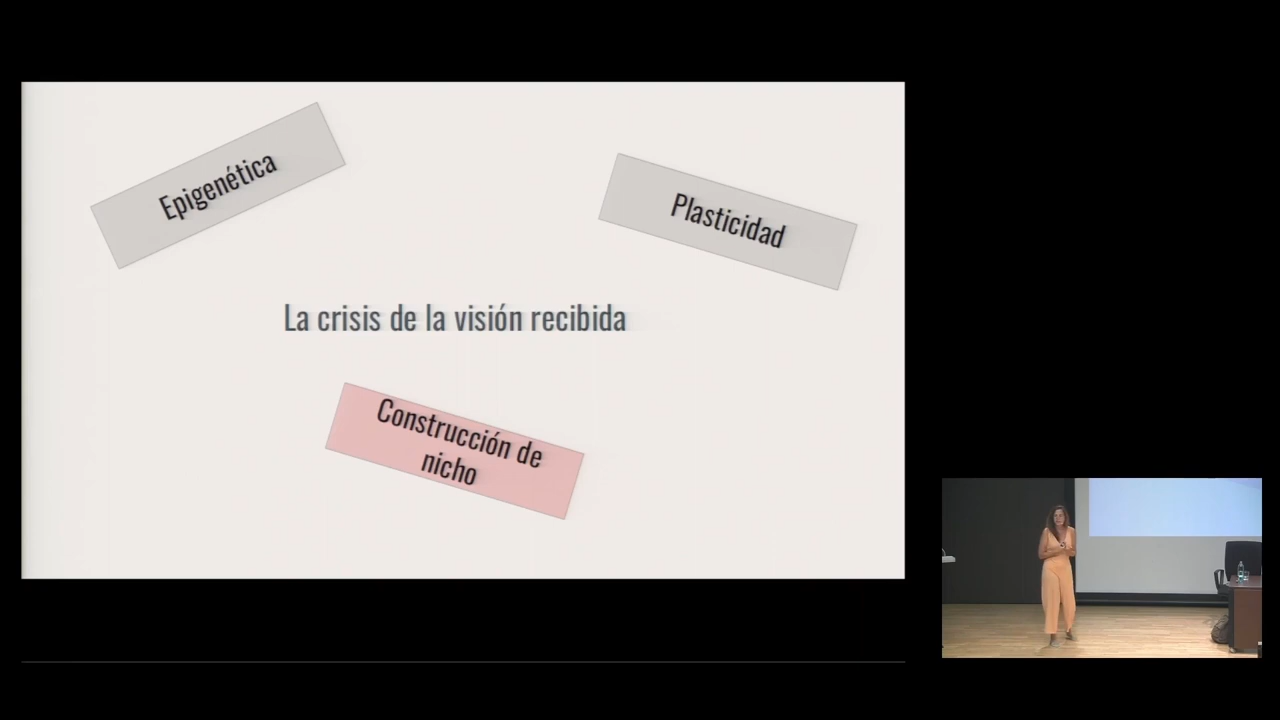 Epigenética
Plasticidad
La crisis de la visión recibida
Construcción de
nicho